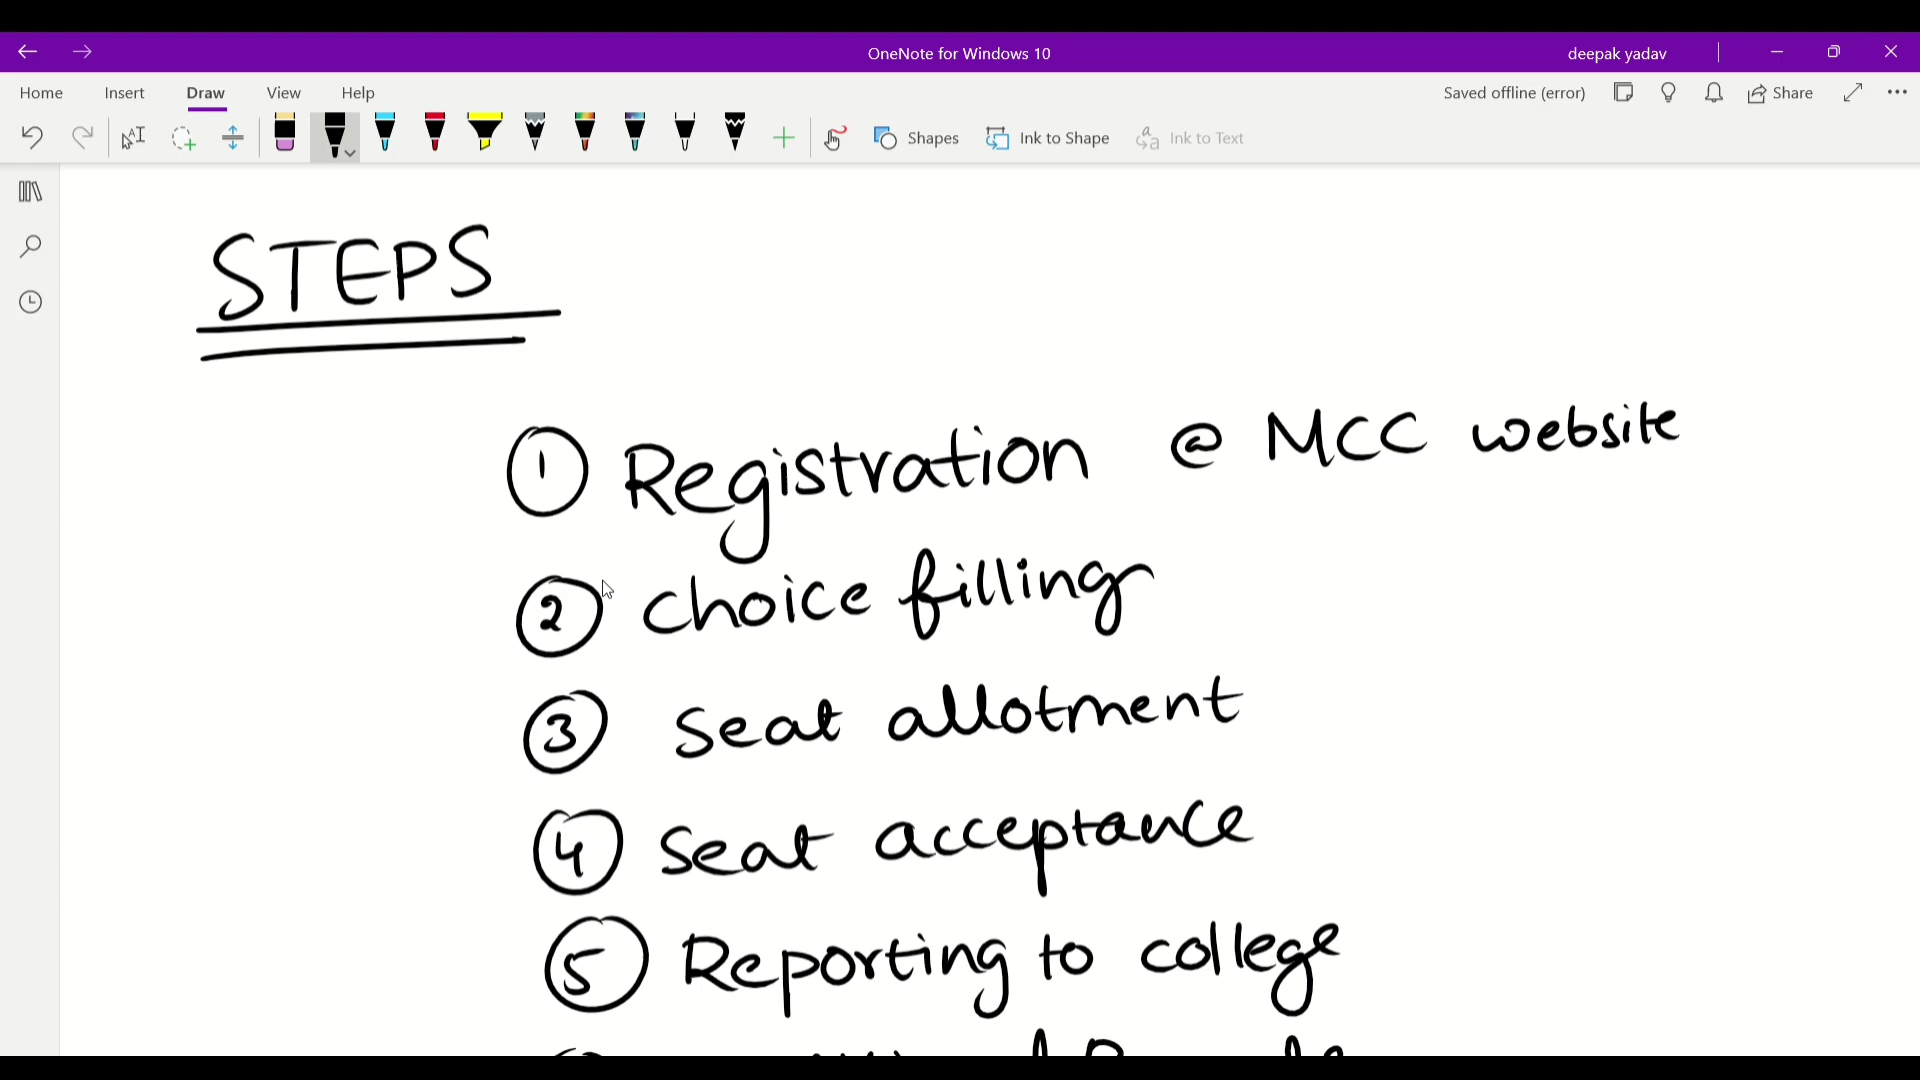 OneNote for Windows 10
deepak yadav
Home Insert Draw View Help
Saved offline (error)
Share
Shapes
Ink to Shape
Ink to Text
STEPS
1 Registration @ MCC website
2 choice filling
3 seat allotment
4 seat acceptance
5 Reporting to college